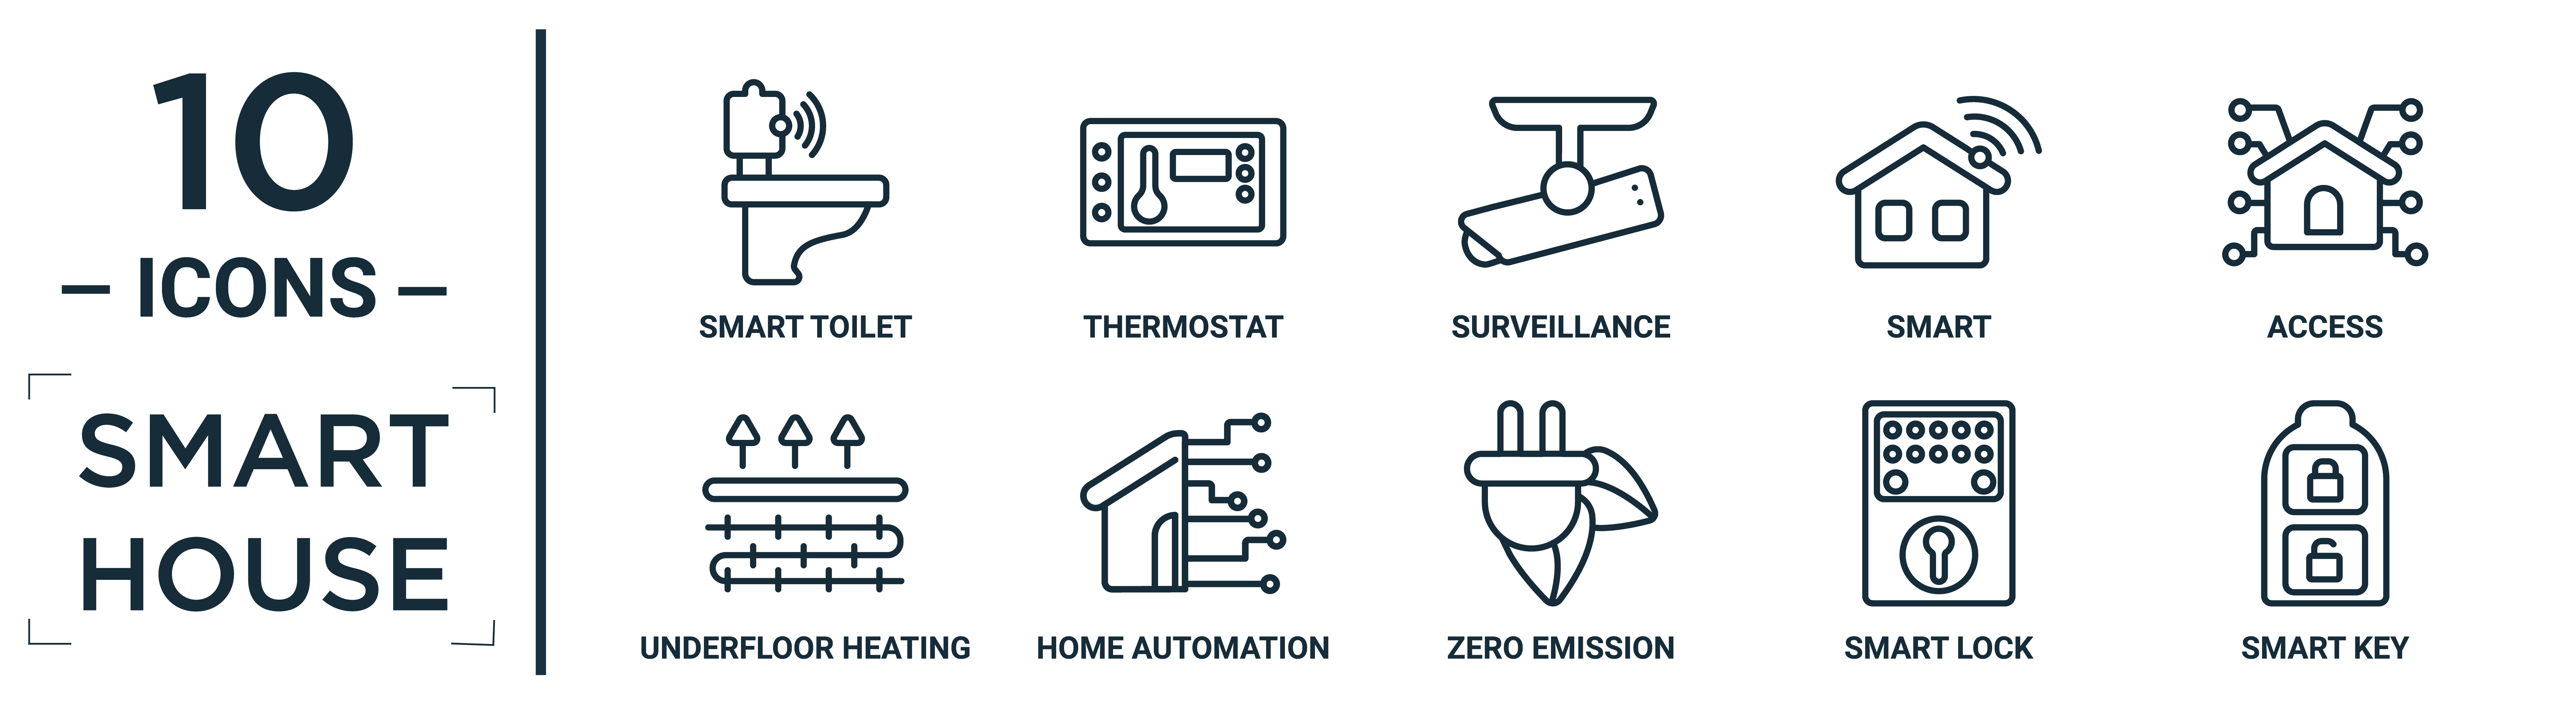 10
– ICONS –
SMART
HOUSE
SMART TOILET
THERMOSTAT
SURVEILLANCE
SMART
ACCESS
UNDERFLOOR HEATING
HOME AUTOMATION
ZERO EMISSION
SMART LOCK
SMART KEY